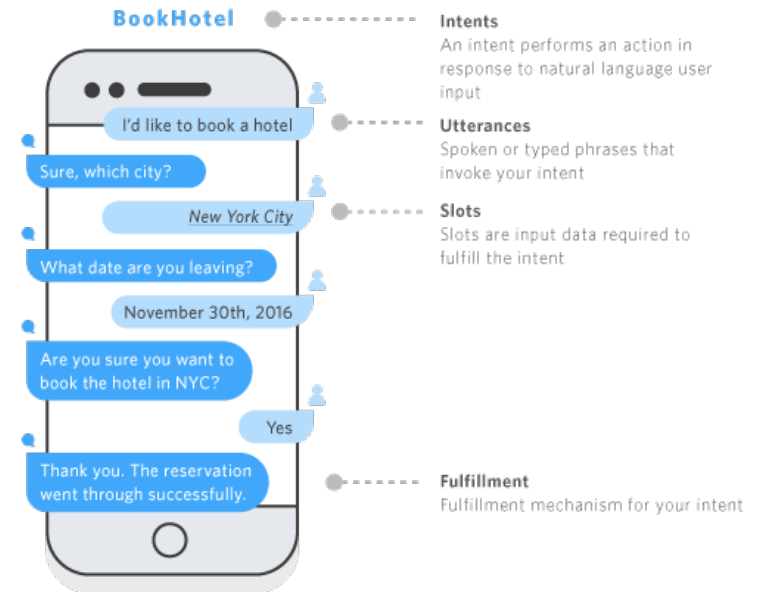 BookHotel
Intents
An intent performs an action in
response to natural language user
input
I'd like to book a hotel
Utterances
Spoken or typed phrases that
invoke your intent
Sure, which city?
New York City
Slots
Slots are input data required to
fulfill the intent
What date are you leaving?
November 30th, 2016
Are you sure you want to
book the hotel in NYC?
Yes
Thank you. The reservation
went through successfully.
Fulfillment
Fulfillment mechanism for your intent